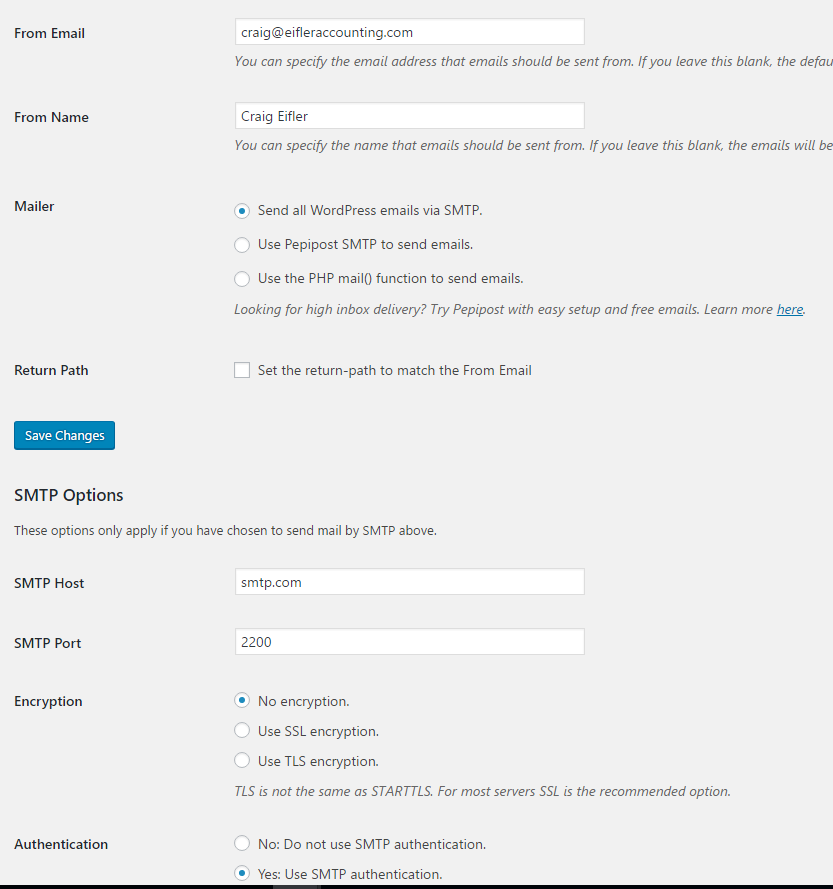 From Email
craig@eifleraccounting.com
You can specify the email address that emails should be sent from. If you leave this blank, the defau
From Name
Craig Eifler
You can specify the name that emails should be sent from. If you leave this blank, the emails will be
Mailer
Send all WordPress emails via SMTP.
Use Pepipost SMTP to send emails.
Use the PHP mail() function to send emails.
Looking for high inbox delivery? Try Pepipost with easy setup and free emails. Learn more here.
Return Path
Set the return-path to match the From Email
Save Changes
SMTP Options
These options only apply if you have chosen to send mail by SMTP above.
SMTP Host
smtp.com
SMTP Port
2200
Encryption
No encryption.
Use SSL encryption.
Use TLS encryption.
TLS is not the same as STARTTLS. For most servers SSL is the recommended option.
Authentication
No: Do not use SMTP authentication.
Yes: Use SMTP authentication.